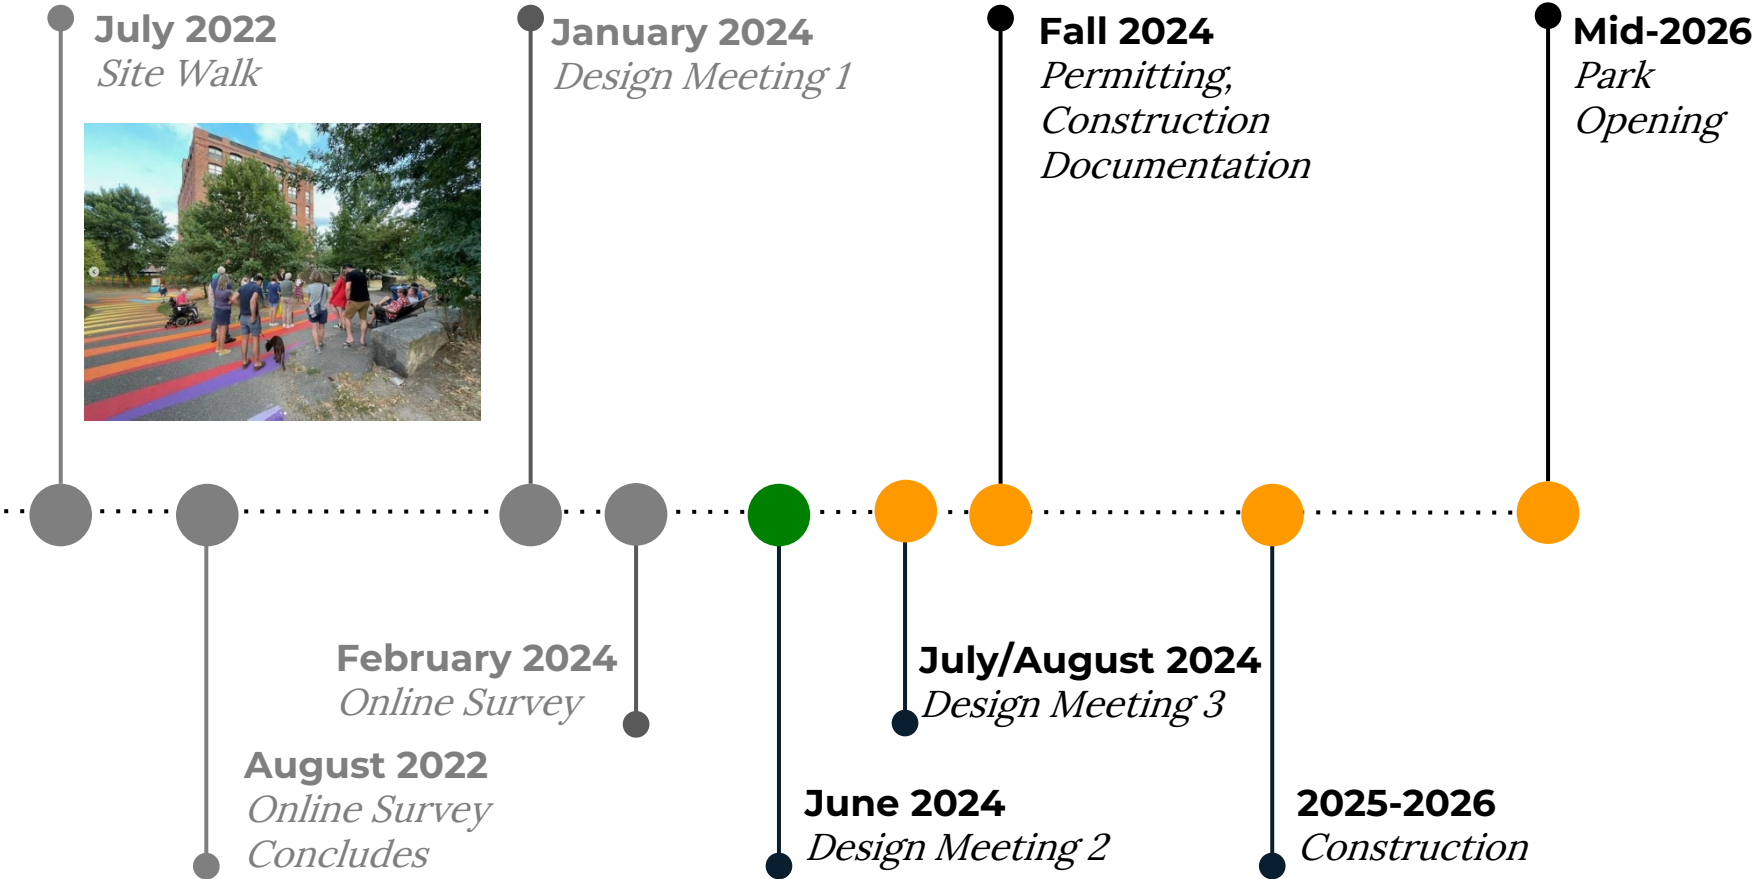 July 2022
Site Walk
January 2024
Design Meeting 1
Fall 2024
Permitting,
Construction
Documentation
Mid-2026
Park
Opening
February 2024
Online Survey
July/August 2024
Design Meeting 3
August 2022
Online Survey
Concludes
June 2024
Design Meeting 2
2025-2026
Construction